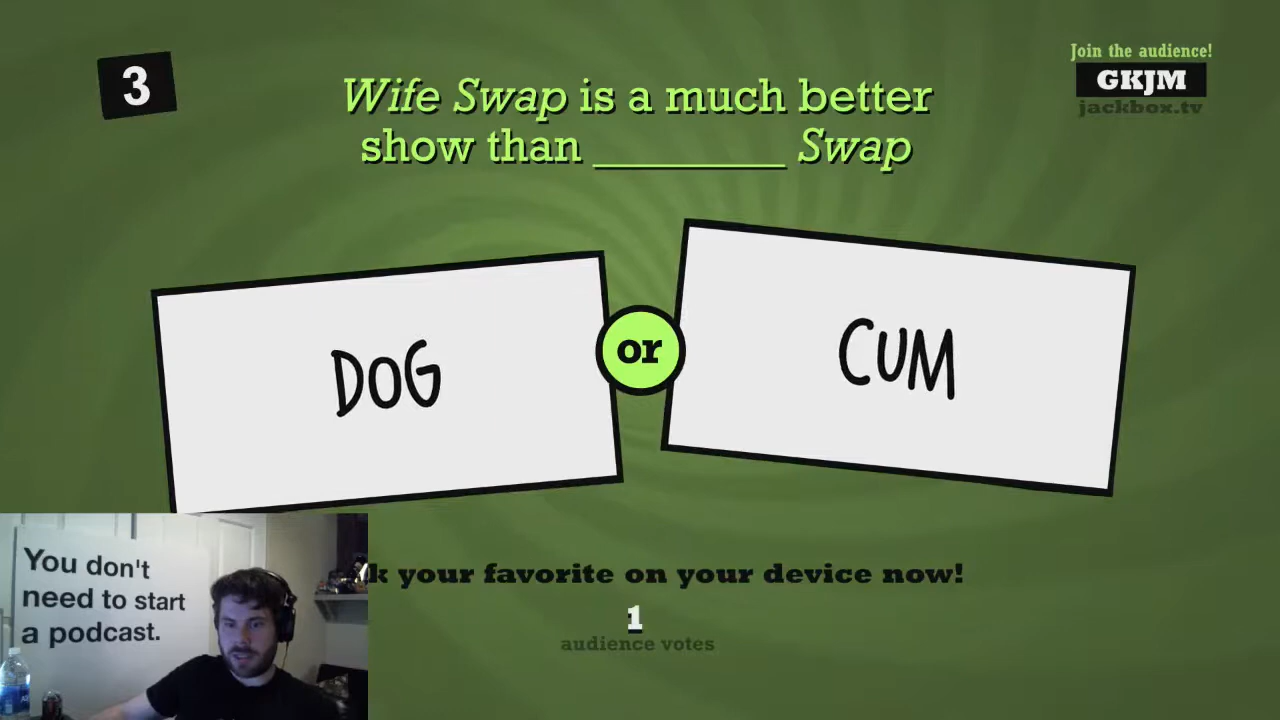 3
Wife Swap is a much better
show than ________ Swap
Join the audience!
GKJM
jackbox.tv
DOG
or
CUM
k your favorite on your device now!
1
audience votes
You don't
need to start
a podcast.